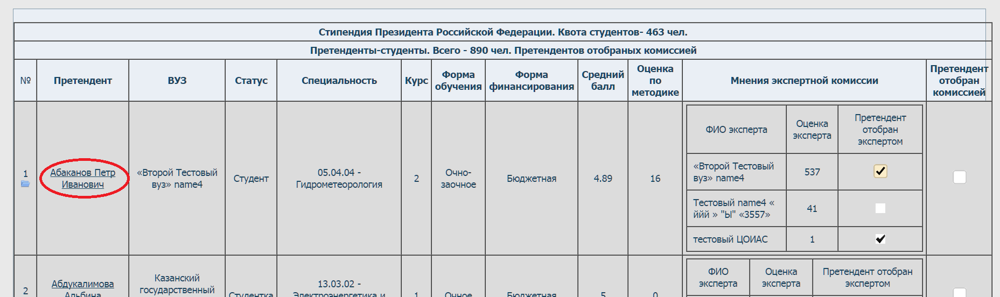 Стипендия Президента Российской Федерации. Квота студентов- 463 чел.
Претенденты-студенты. Всего - 890 чел. Претендентов отобраных комиссией
№
Претендент
ВУЗ
Статус
Специальность
Курс
Форма
обучения
Форма
финансирования
Средний
балл
Оценка
по
методике
Мнения экспертной комиссии
Претендент
отобран
комиссией
1
Абаканов Петр
Иванович
«Второй Тестовый
вуз» name4
Студент
05.04.04 -
Гидрометеорология
2
Очно-
заочное
Бюджетная
4.89
16
ФИО эксперта
Оценка
эксперта
Претендент
отобран
экспертом
«Второй Тестовый
вуз» name4
537
Тестовый name4 «
ййй » "Ы" «3557»
41
тестовый ЦОИАС
1
2
Абдукалимова
Альбина
Казанский
государственный
Студентка
13.03.02 -
Электроэнергетика и
1
Очное
Бюджетная
5
0
ФИО
эксперта
Оценка
эксперта
Претендент отобран
экспертом